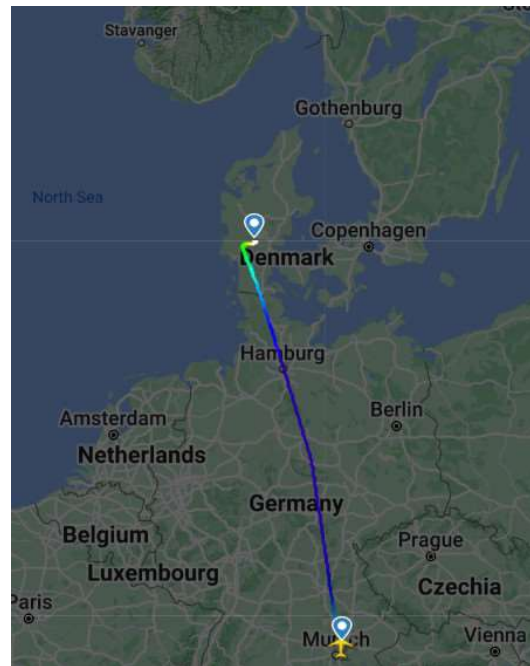 Stavanger
Gothenburg
North Sea
Copenhagen
Denmark
Hamburg
Amsterdam
Berlin
Netherlands
Germany
Belgium
Prague
Luxembourg
Czechia
Paris
Munich
Vienna